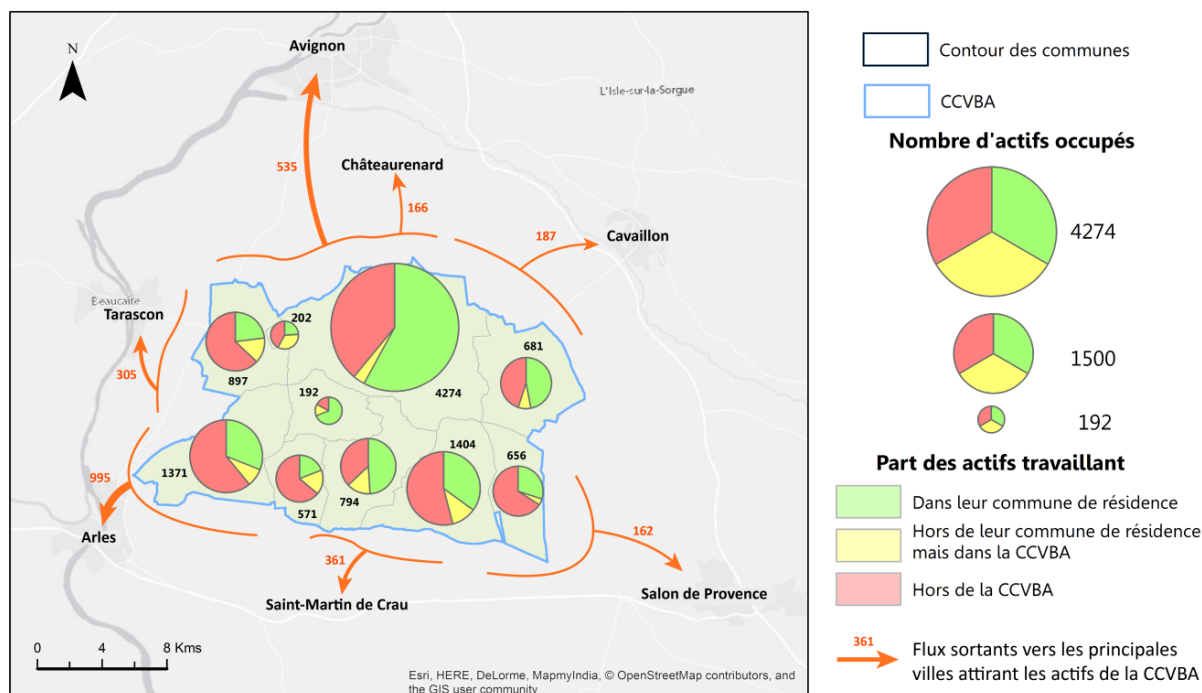 Avignon
N
L'Isle-sur-la-Sorgue
Châteaurenard
535
166
187
Cavaillon
Beaucaire
Tarascon
305
202
897
192
4274
681
1371
571
794
1404
656
995
Arles
361
162
Saint-Martin de Crau
Salon de Provence
0 4 8 Kms
Esri, HERE, DeLorme, MapmyIndia, © OpenStreetMap contributors, and
the GIS user community
Contour des communes
CCVBA
Nombre d'actifs occupés
4274
1500
192
Part des actifs travaillant
Dans leur commune de résidence
Hors de leur commune de résidence
mais dans la CCVBA
Hors de la CCVBA
361
Flux sortants vers les principales
villes attirant les actifs de la CCVBA